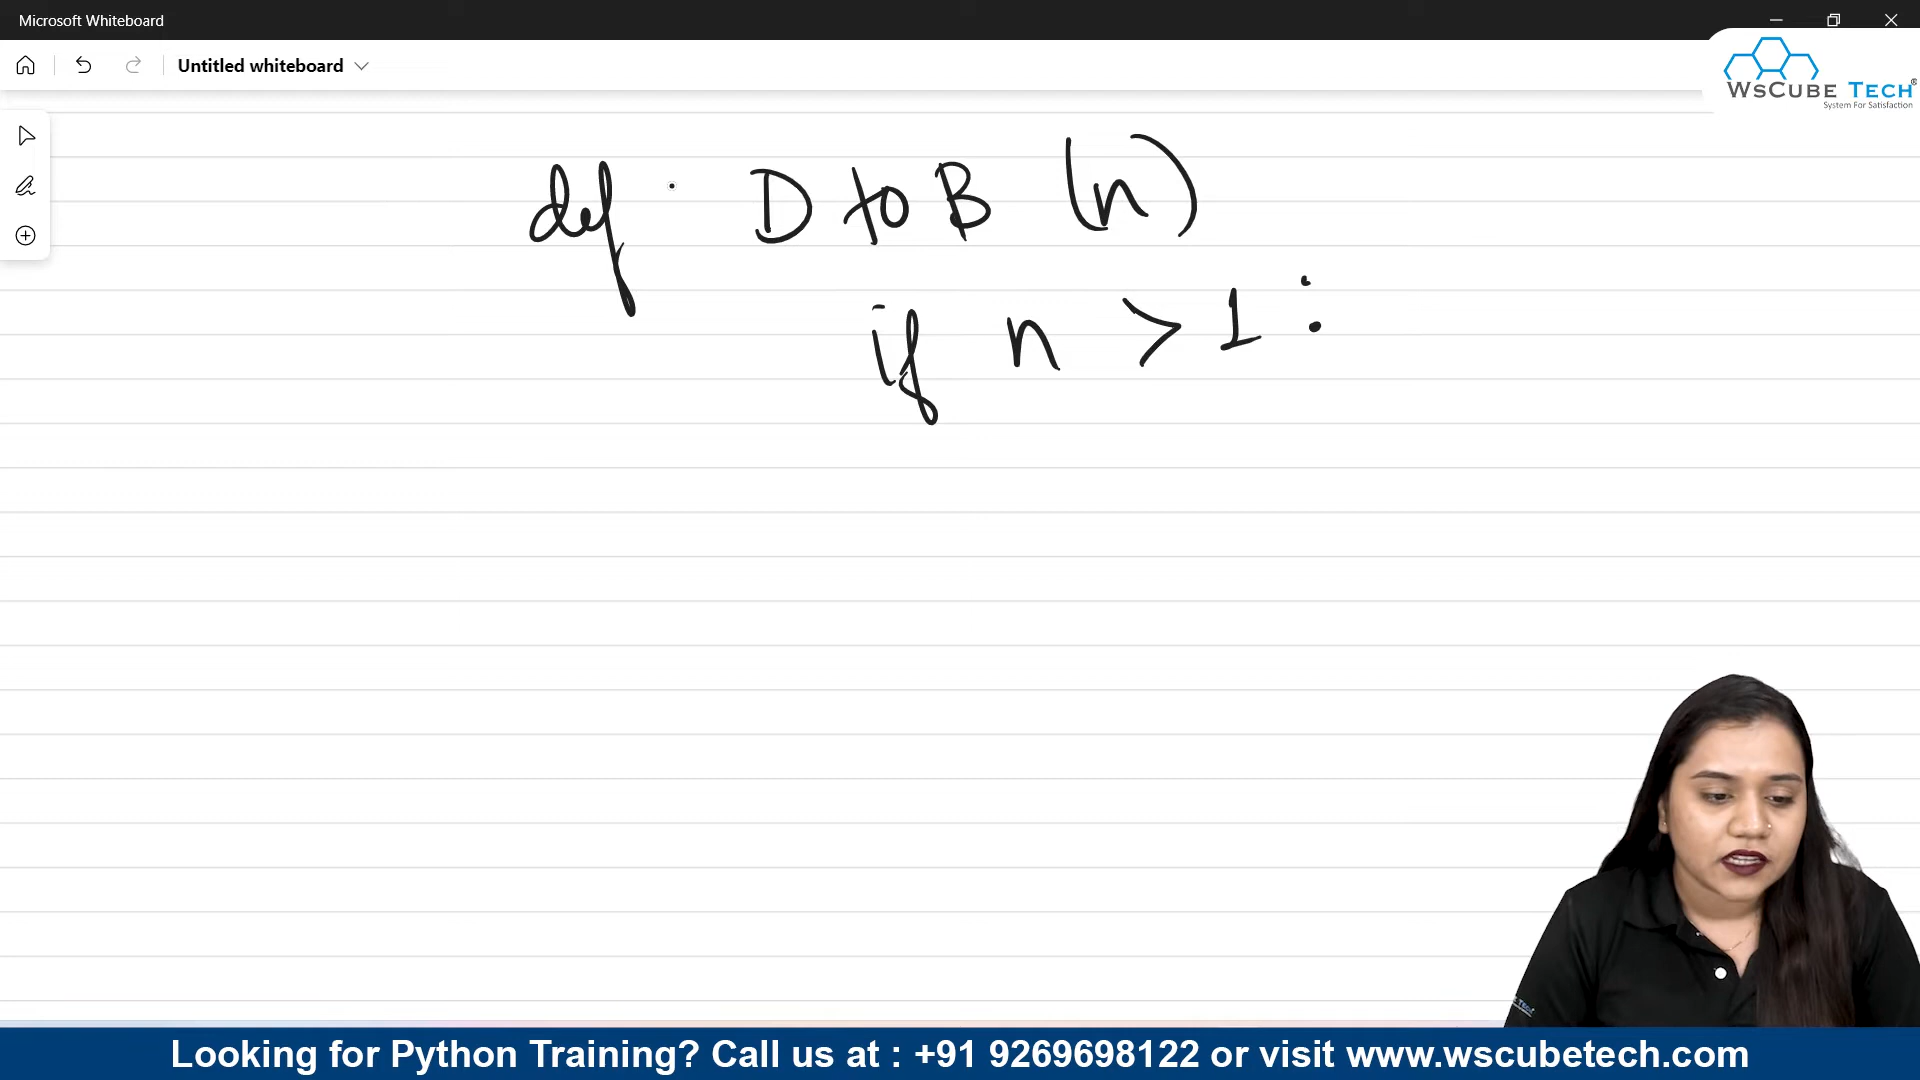 Microsoft Whiteboard
Untitled whiteboard
WSCUBE TECH®
System For Satisfaction
def D to B (n)
if n > 1 :
Looking for Python Training? Call us at : +91 9269698122 or visit www.wscubetech.com